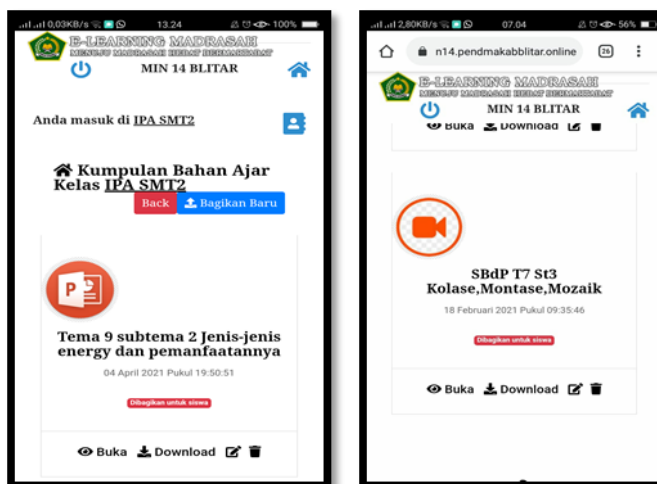 0,03KB/s 13.24 100%
E-LEARNING MADRASAH
MENUJU MADRASAH HEBAT BERMARTABAT
MIN 14 BLITAR
Anda masuk di IPA SMT2
Kumpulan Bahan Ajar
Kelas IPA SMT2
Back Bagikan Baru
P
Tema 9 subtema 2 Jenis-jenis
energy dan pemanfaatannya
04 April 2021 Pukul 19:50:51
Dibagikan untuk siswa
Buka Download
2,80KB/s 07.04 56%
n14.pendmakabblitar.online 26
E-LEARNING MADRASAH
MENUJU MADRASAH HEBAT BERMARTABAT
MIN 14 BLITAR
Buka Download
SBdP T7 St3
Kolase,Montase,Mozaik
18 Februari 2021 Pukul 09:35:46
Dibagikan untuk siswa
Buka Download